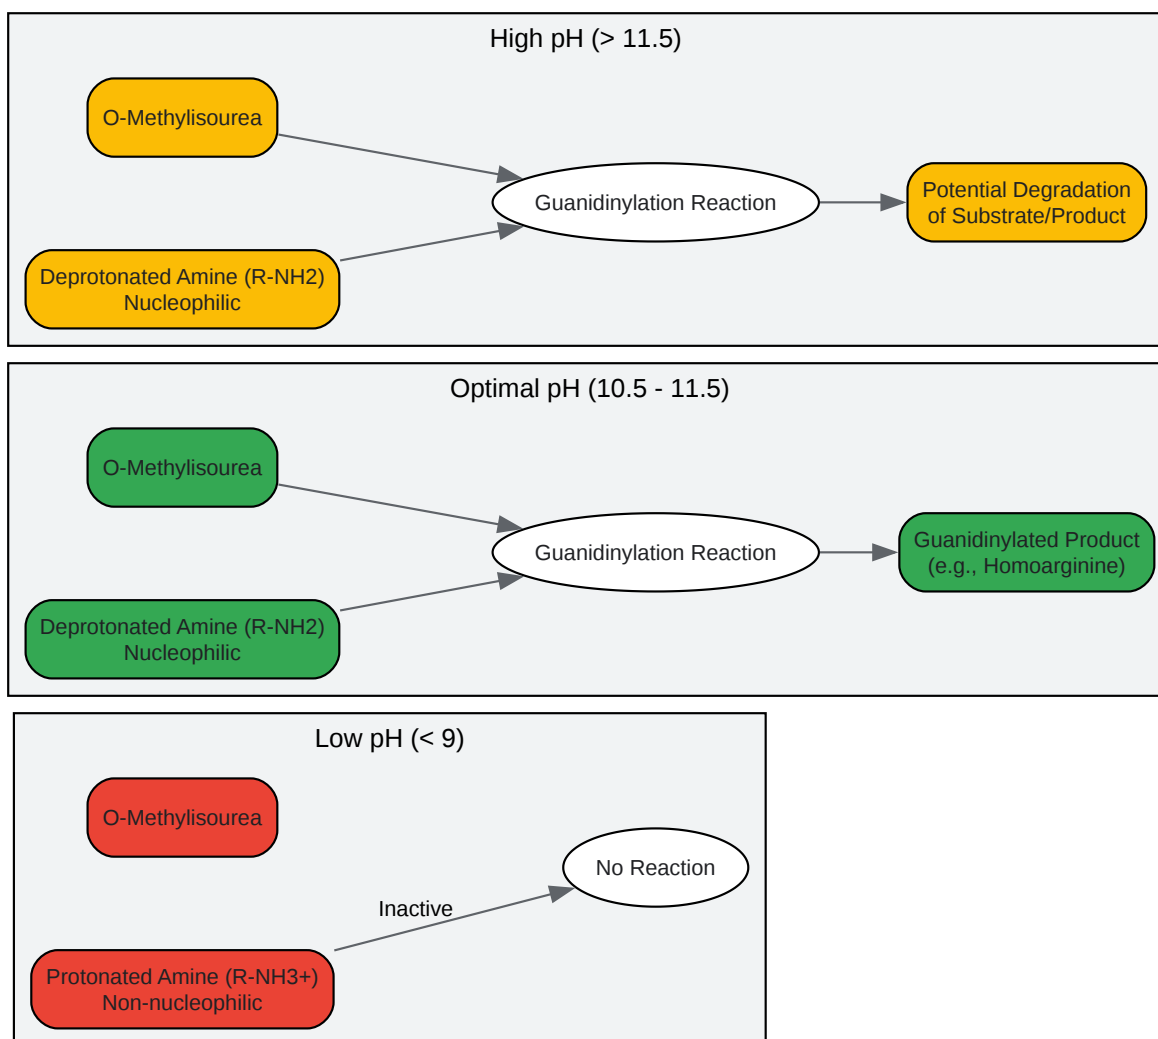 High pH (> 11.5)
O-Methylisourea
Guanidinylation Reaction
Potential Degradation
of Substrate/Product
Deprotonated Amine (R-NH2)
Nucleophilic
Optimal pH (10.5 - 11.5)
O-Methylisourea
Guanidinylation Reaction
Guanidinylated Product
(e.g., Homoarginine)
Deprotonated Amine (R-NH2)
Nucleophilic
Low pH (< 9)
O-Methylisourea
No Reaction
Inactive
Protonated Amine (R-NH3+)
Non-nucleophilic